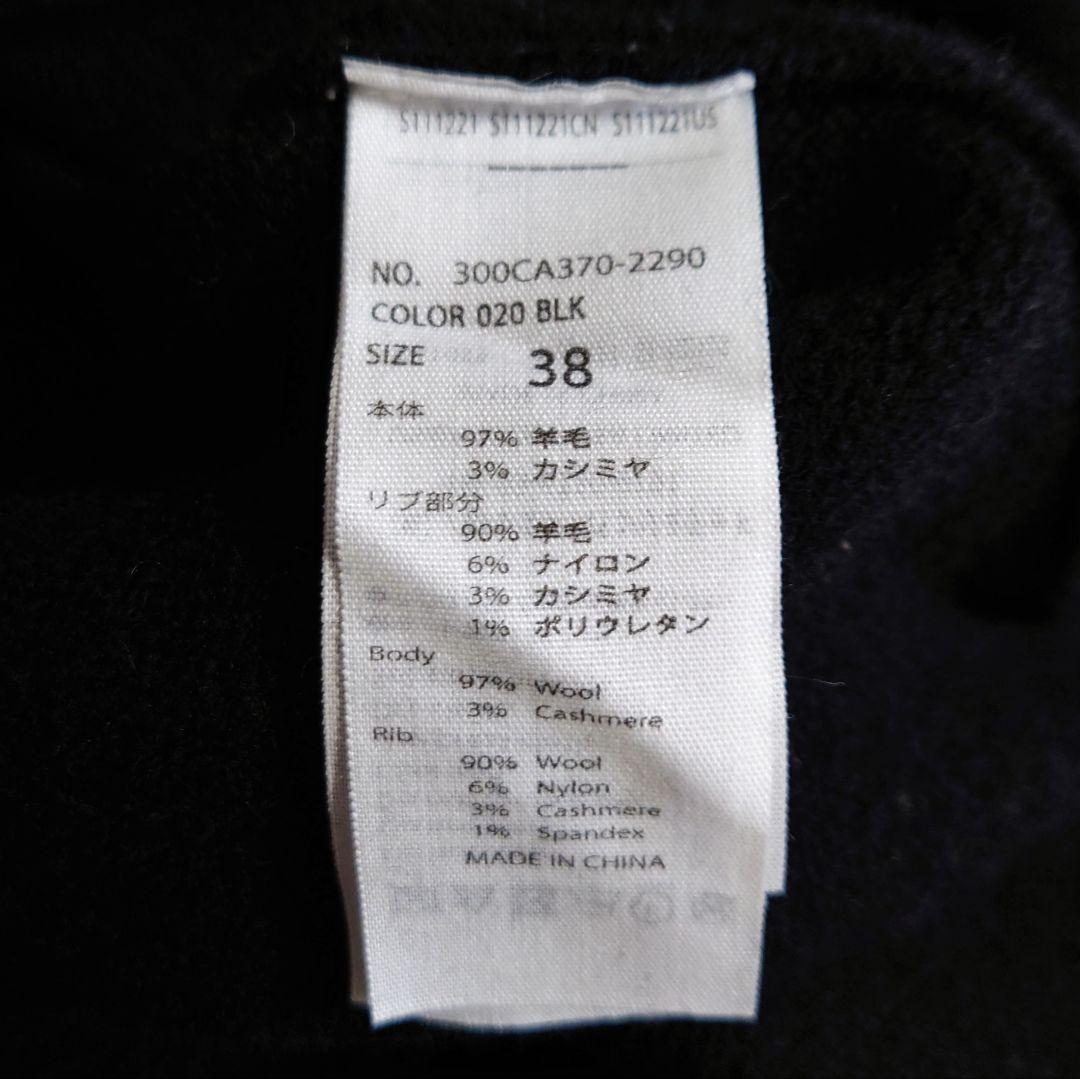 S111221 S111221CN S111221US
NO. 300CA370-2290
COLOR 020 BLK
SIZE 38
本体
97% 羊毛
3% カシミヤ
リブ部分
90% 羊毛
6% ナイロン
3% カシミヤ
1% ポリウレタン
Body
97% Wool
3% Cashmere
Rib
90% Wool
6% Nylon
3% Cashmere
1% Spandex
MADE IN CHINA